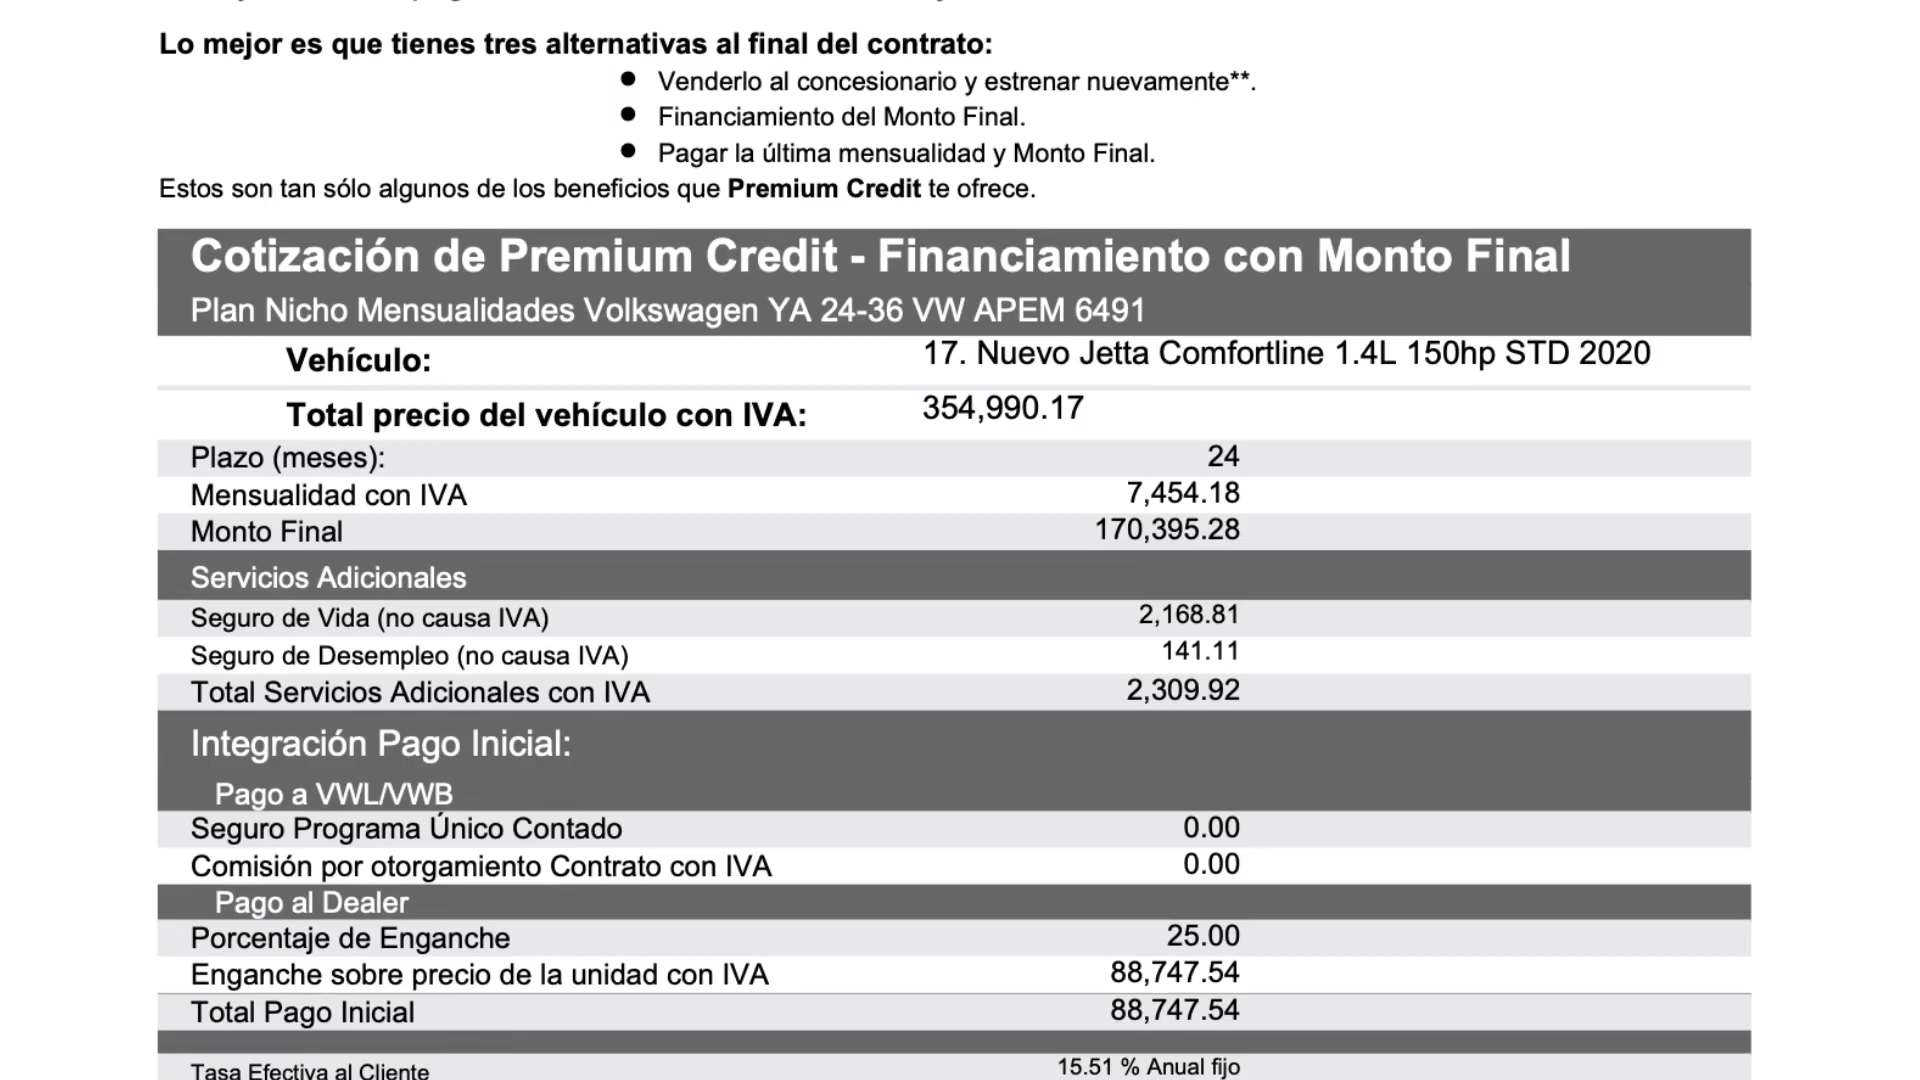 Lo mejor es que tienes tres alternativas al final del contrato:
● Venderlo al concesionario y estrenar nuevamente**.
● Financiamiento del Monto Final.
● Pagar la última mensualidad y Monto Final.
Estos son tan sólo algunos de los beneficios que Premium Credit te ofrece.
Cotización de Premium Credit - Financiamiento con Monto Final
Plan Nicho Mensualidades Volkswagen YA 24-36 VW APEM 6491
Vehículo: 17. Nuevo Jetta Comfortline 1.4L 150hp STD 2020
Total precio del vehículo con IVA: 354,990.17
Plazo (meses): 24
Mensualidad con IVA 7,454.18
Monto Final 170,395.28
Servicios Adicionales
Seguro de Vida (no causa IVA) 2,168.81
Seguro de Desempleo (no causa IVA) 141.11
Total Servicios Adicionales con IVA 2,309.92
Integración Pago Inicial:
Pago a VWL/VWB
Seguro Programa Único Contado 0.00
Comisión por otorgamiento Contrato con IVA 0.00
Pago al Dealer
Porcentaje de Enganche 25.00
Enganche sobre precio de la unidad con IVA 88,747.54
Total Pago Inicial 88,747.54
Tasa Efectiva al Cliente 15.51 % Anual fijo